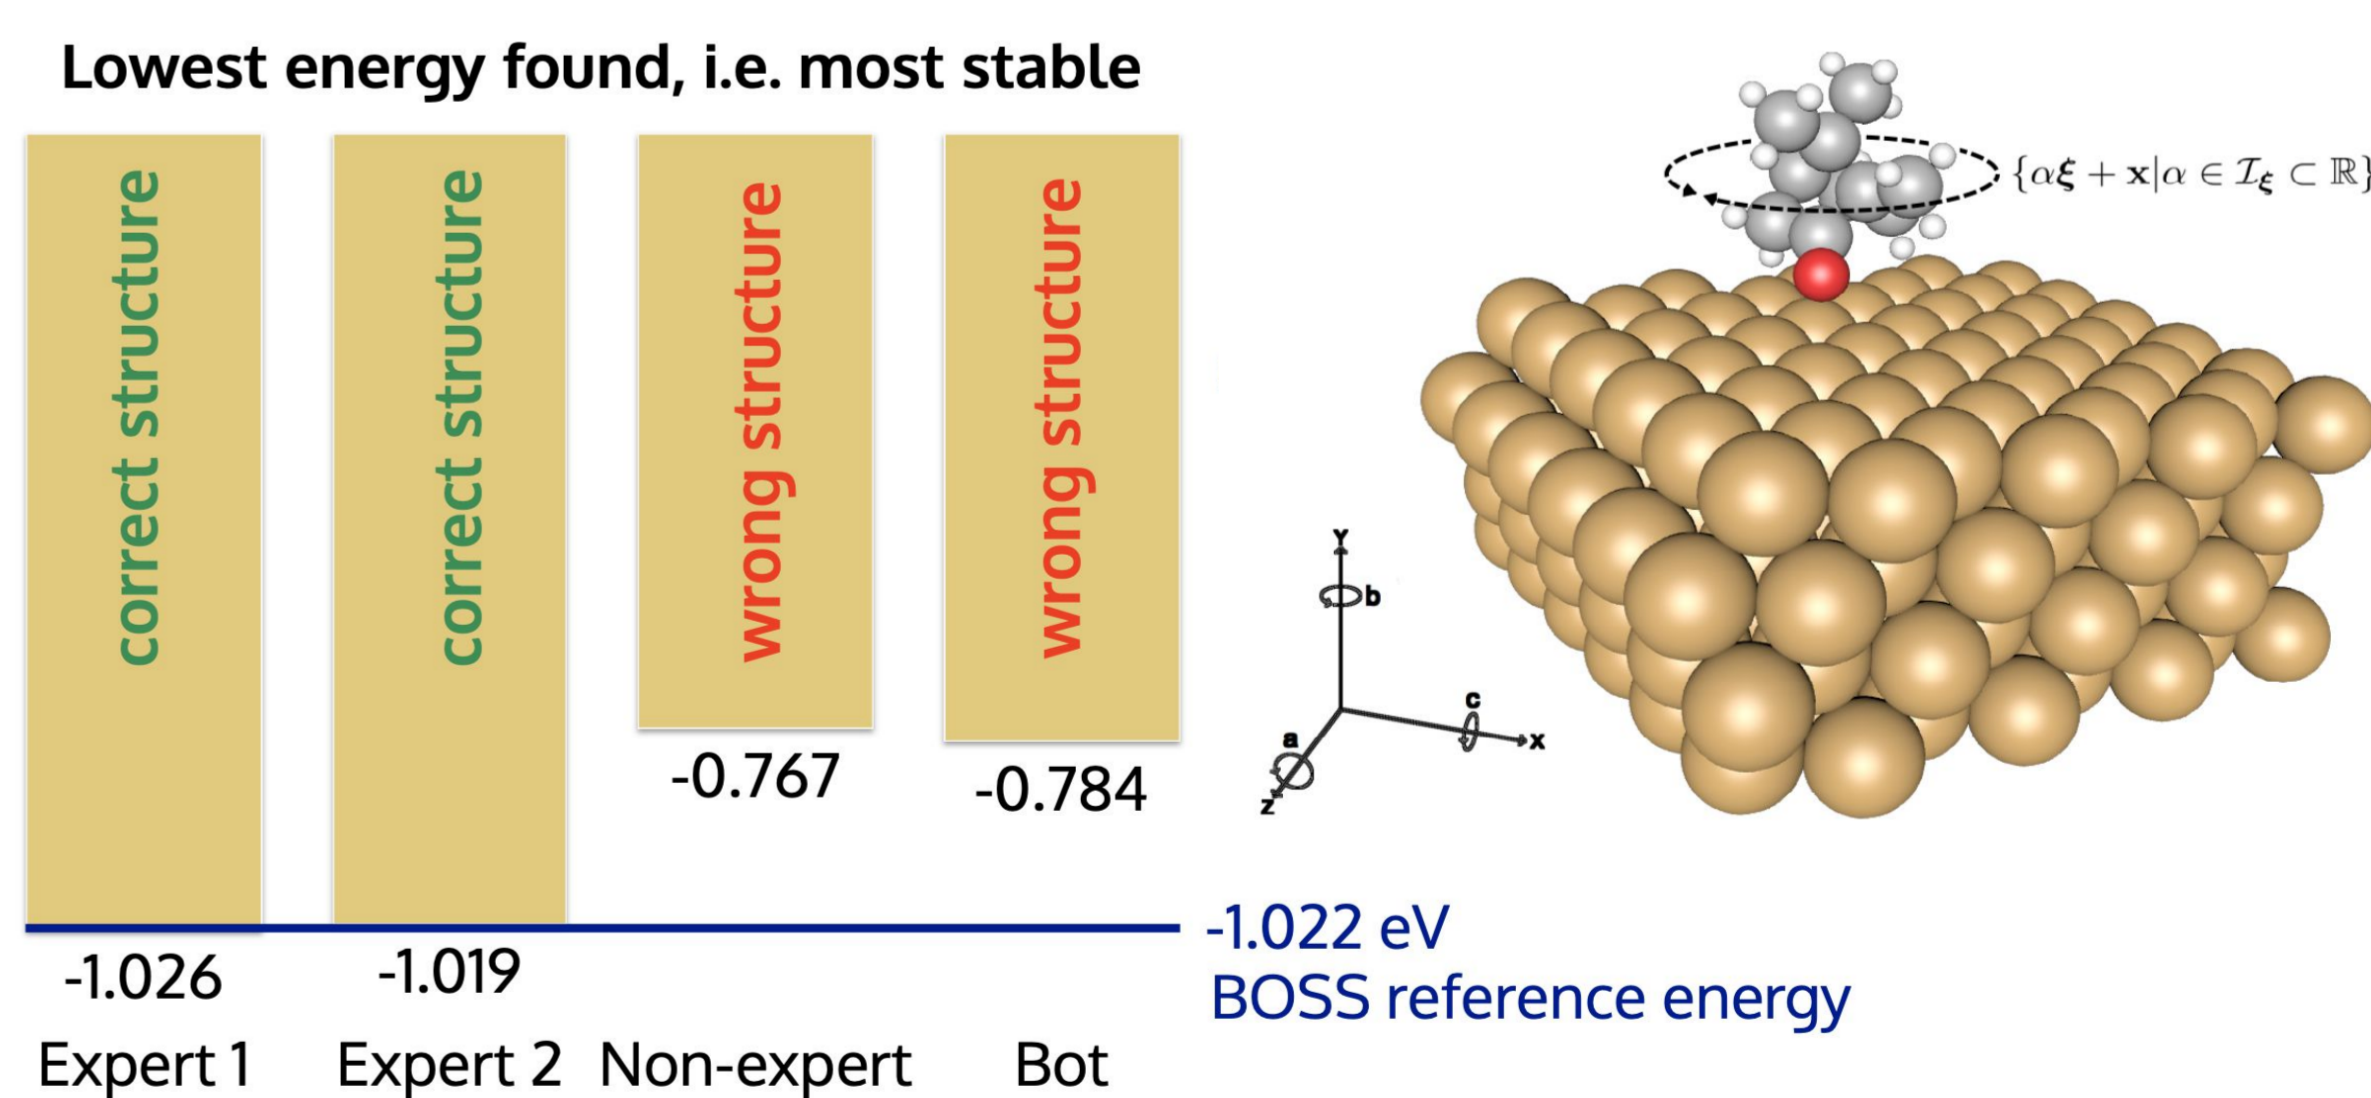 Lowest energy found, i.e. most stable
correct structure
correct structure
wrong structure
wrong structure
-1.026
-1.019
-0.767
-0.784
Expert 1
Expert 2
Non-expert
Bot
-1.022 eV
BOSS reference energy
{αξ + x|α ∈ ℐ_ξ ⊂ ℝ}
Y
b
c
x
a
z